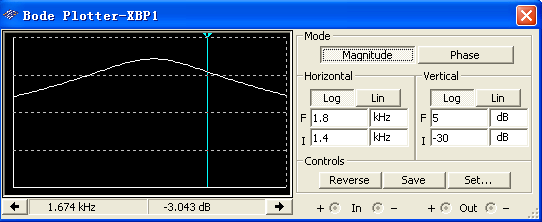 Bode Plotter-XBP1
Mode
Magnitude Phase
Horizontal Vertical
Log Lin Log Lin
F 1.8 kHz F 5 dB
I 1.4 kHz I -30 dB
Controls
Reverse Save Set...
1.674 kHz -3.043 dB + In − + Out −